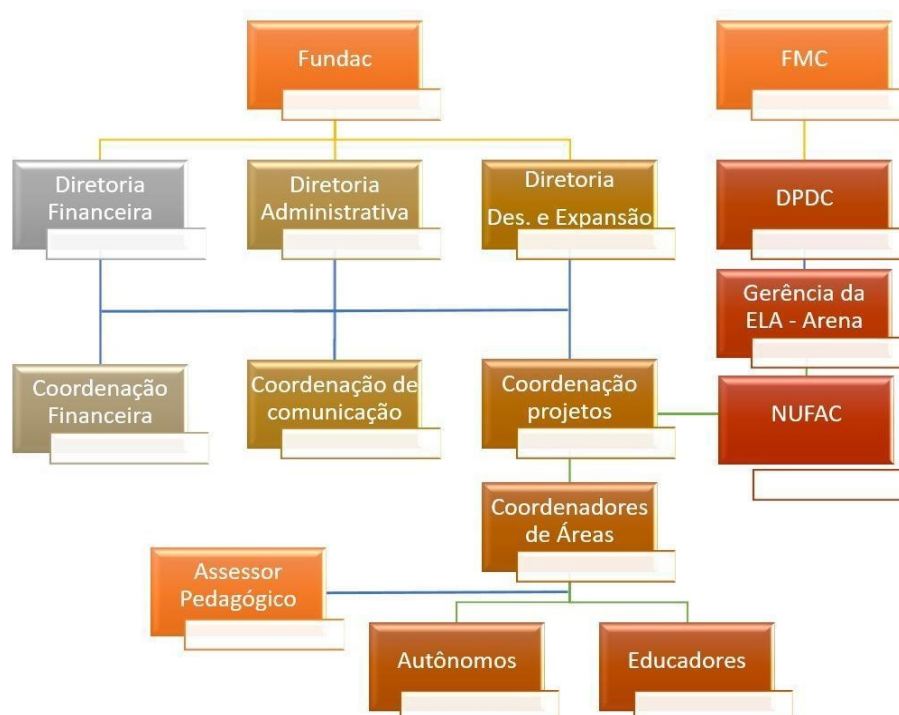 Fundac
FMC
Diretoria
Financeira
Diretoria
Administrativa
Diretoria
Des. e Expansão
DPDC
Gerência da
ELA - Arena
Coordenação
Financeira
Coordenação de
comunicação
Coordenação
projetos
NUFAC
Coordenadores
de Áreas
Assessor
Pedagógico
Autônomos
Educadores